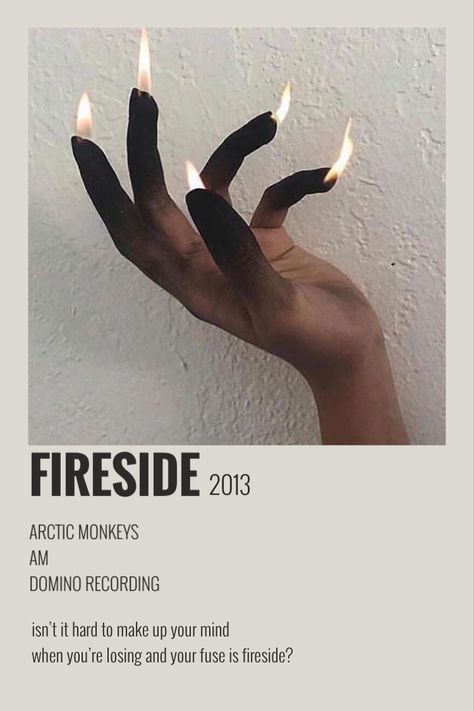 FIRESIDE 2013
ARCTIC MONKEYS
AM
DOMINO RECORDING
isn't it hard to make up your mind
when you're losing and your fuse is fireside?